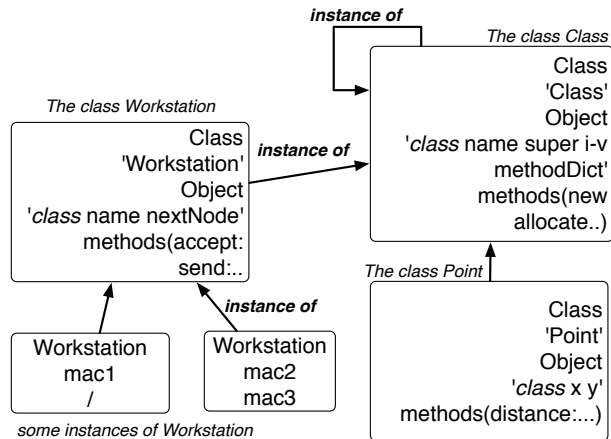 instance of
The class Class
Class
'Class'
Object
'class name super i-v
methodDict'
methods(new
allocate..)
The class Workstation
Class
'Workstation'
Object
'class name nextNode'
methods(accept:
send:..
instance of
The class Point
Class
'Point'
Object
'class x y'
methods(distance:...)
instance of
Workstation
mac1
/
Workstation
mac2
mac3
some instances of Workstation